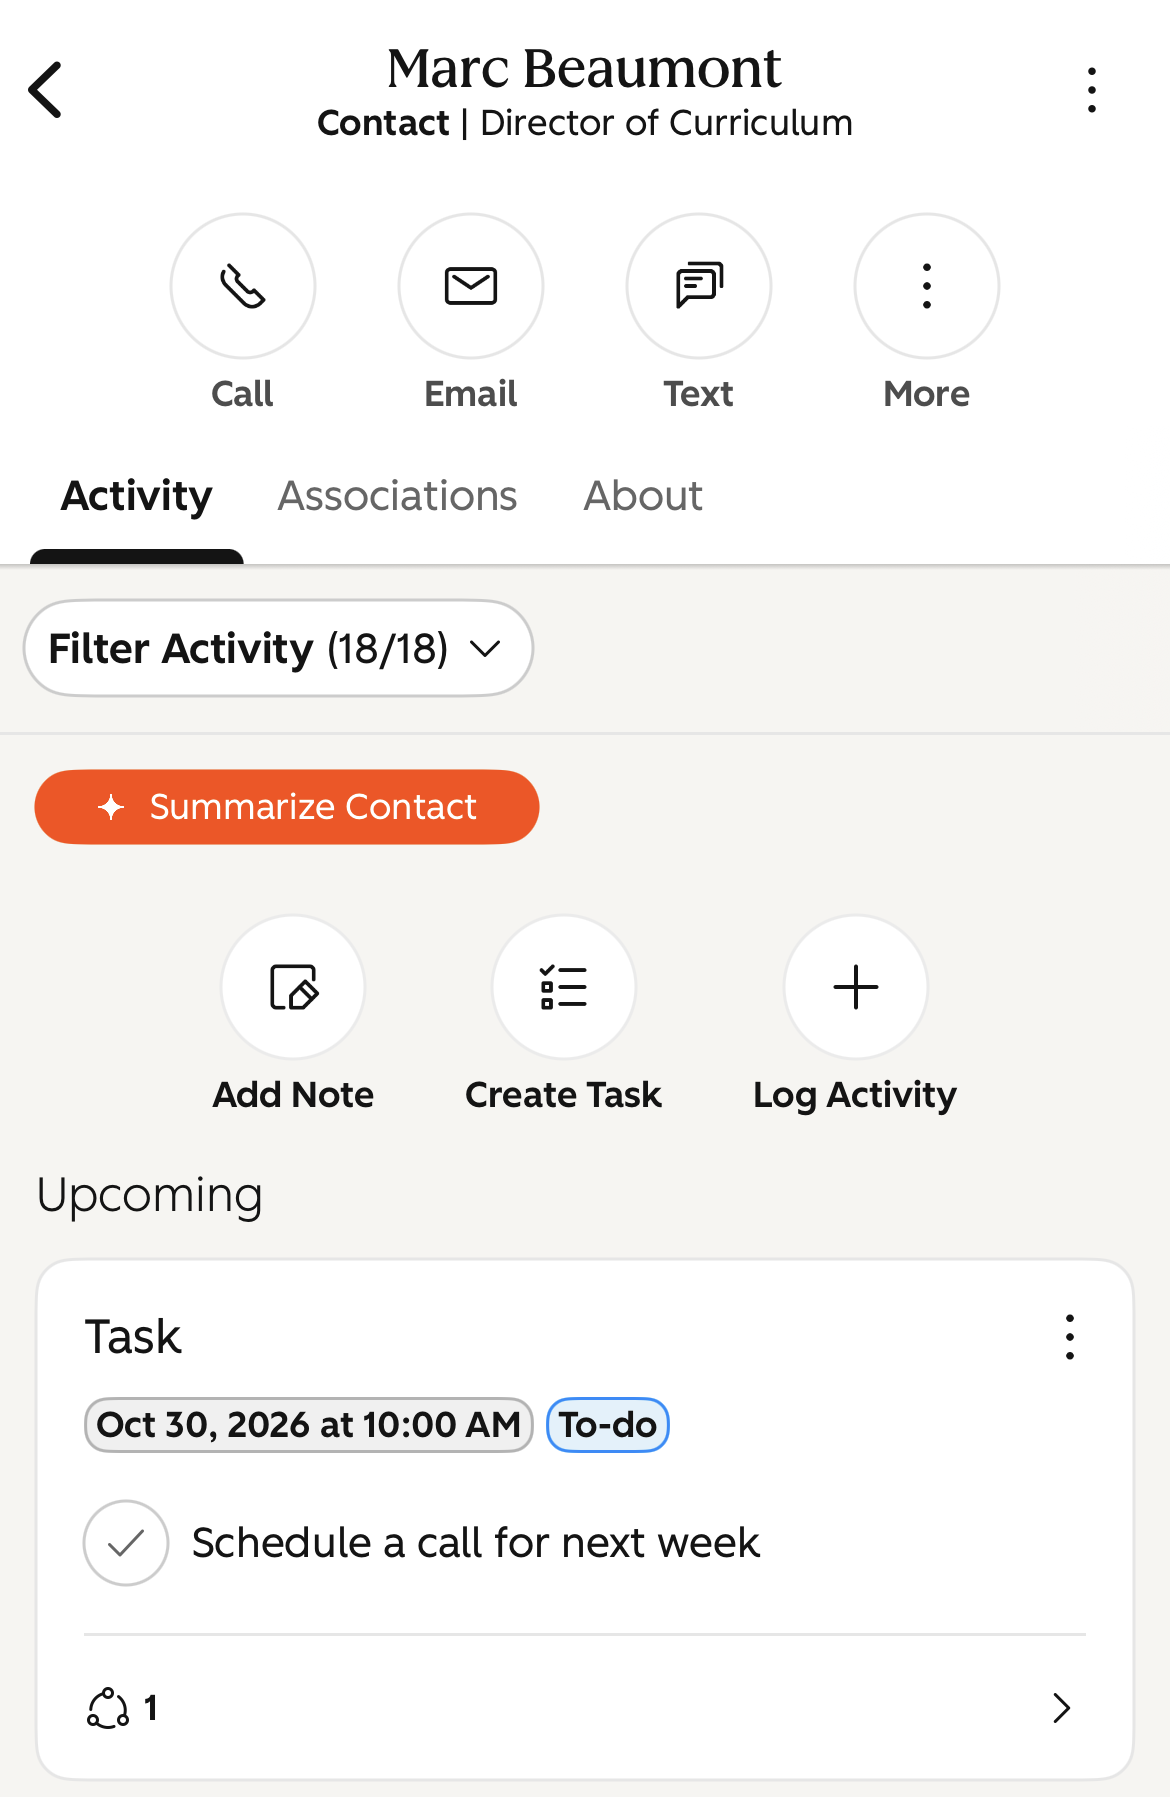 Marc Beaumont
Contact | Director of Curriculum
Call
Email
Text
More
Activity
Associations
About
Filter Activity (18/18)
Summarize Contact
Add Note
Create Task
Log Activity
Upcoming
Task
Oct 30, 2026 at 10:00 AM
To-do
Schedule a call for next week
1